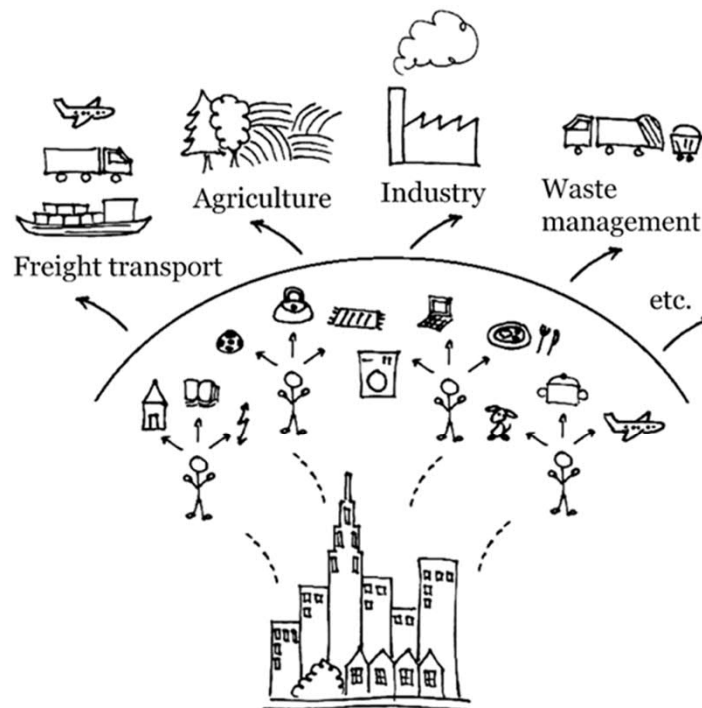 Freight transport
Agriculture
Industry
Waste
management
etc.